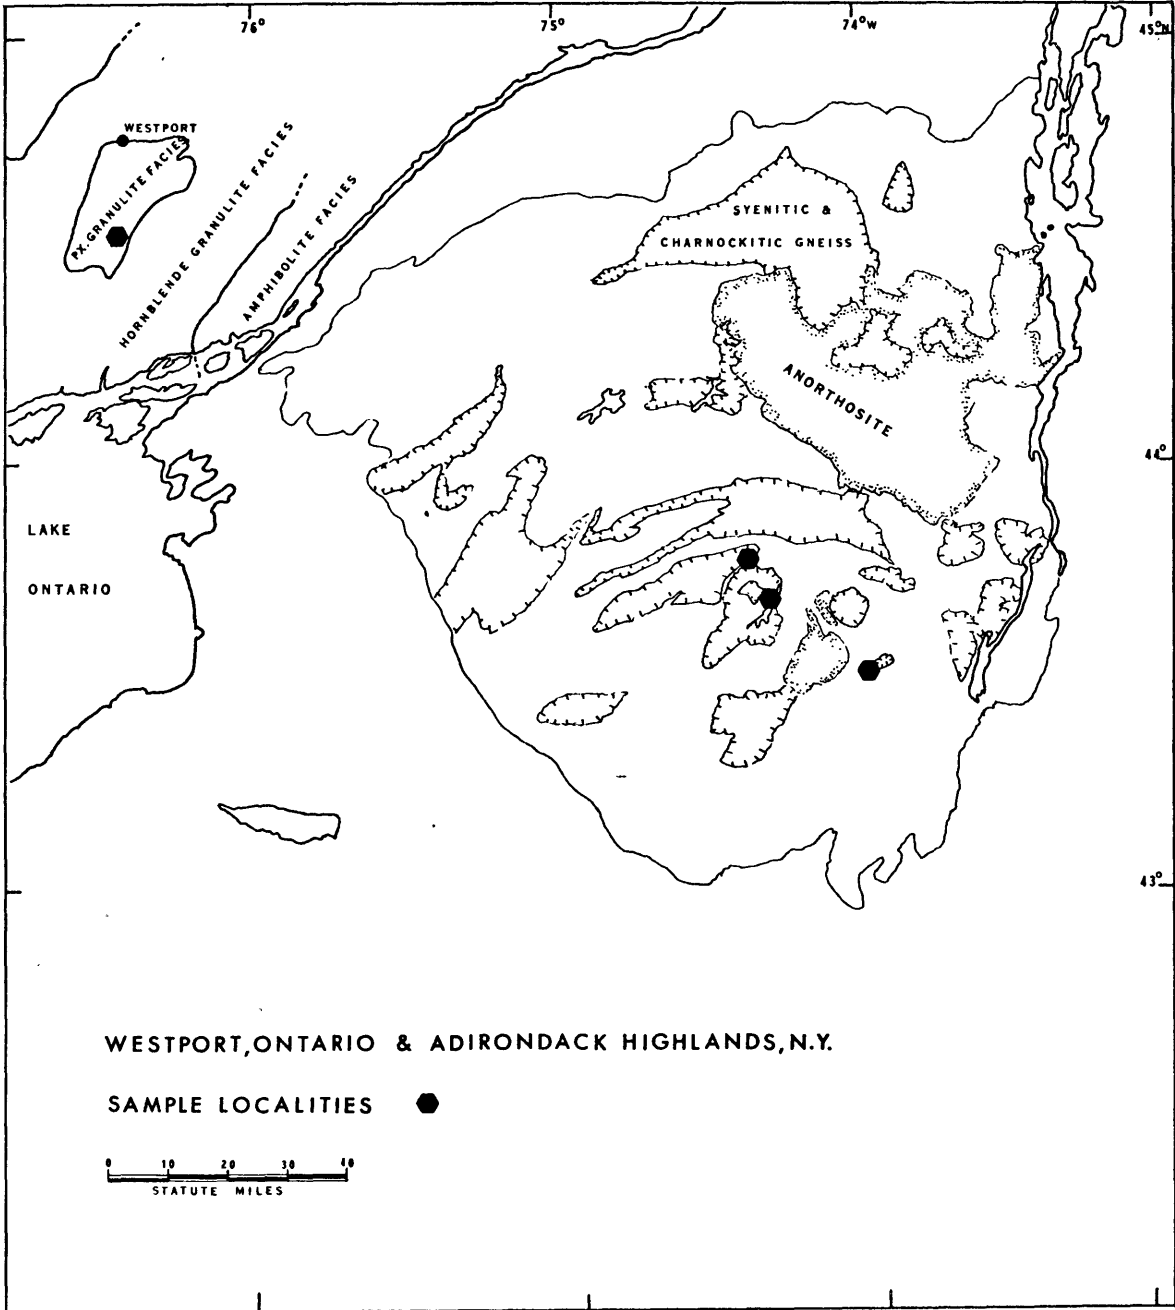 76°
75°
74°W
45°N
WESTPORT
PX. GRANULITE FACIES
HORNBLENDE GRANULITE FACIES
AMPHIBOLITE FACIES
SYENITIC &
CHARNOCKITIC GNEISS
ANORTHOSITE
44°
LAKE
ONTARIO
43°
WESTPORT, ONTARIO & ADIRONDACK HIGHLANDS, N.Y.
SAMPLE LOCALITIES
0 10 20 30 40
STATUTE MILES